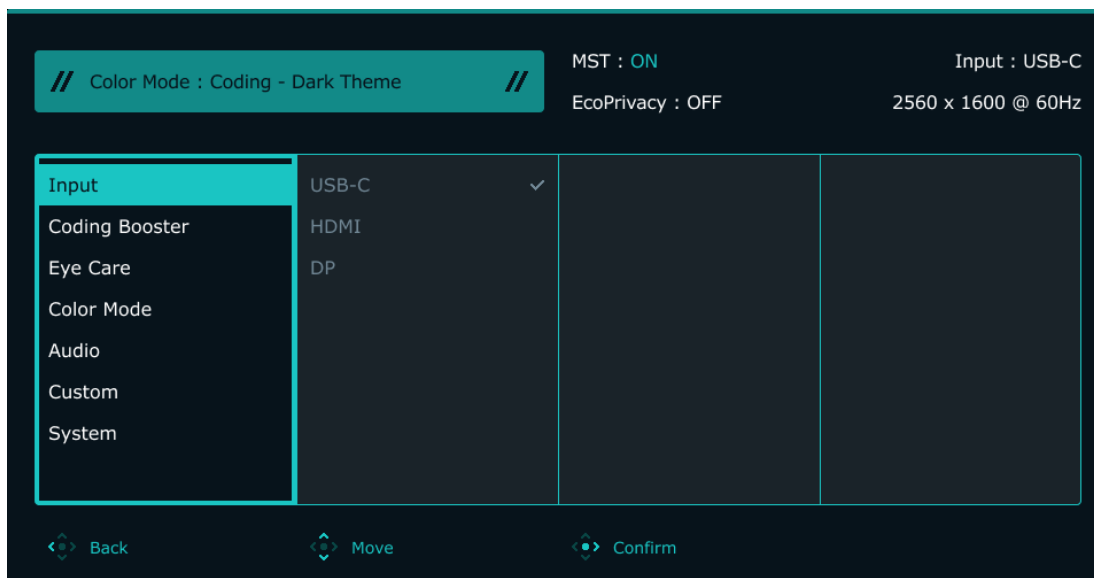 // Color Mode : Coding - Dark Theme //
MST : ON
Input : USB-C
EcoPrivacy : OFF
2560 x 1600 @ 60Hz
Input
USB-C
Coding Booster
HDMI
Eye Care
DP
Color Mode
Audio
Custom
System
Back
Move
Confirm